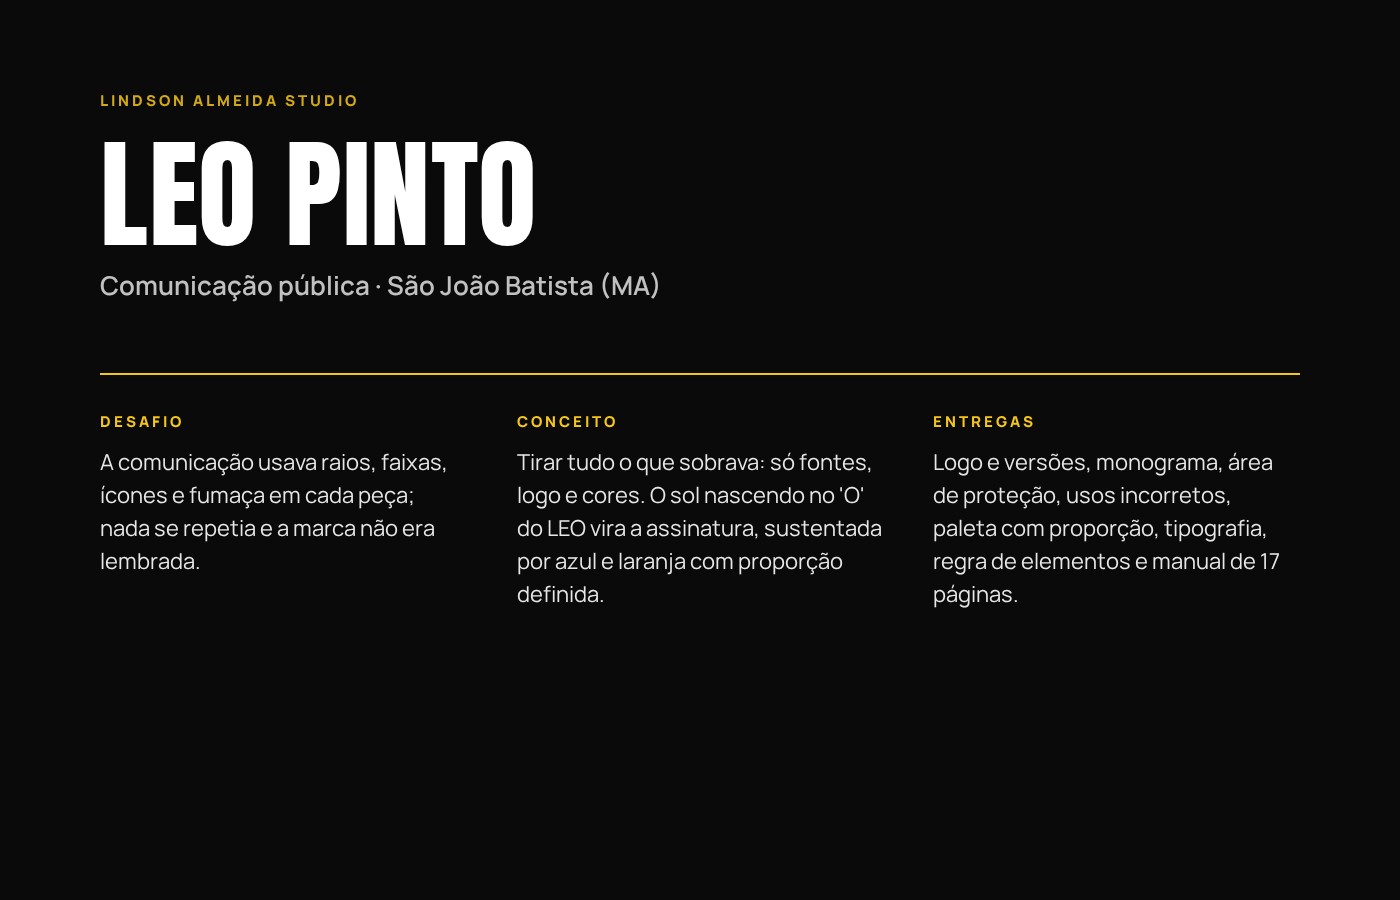 LINDSON ALMEIDA STUDIO
LEO PINTO
Comunicação pública · São João Batista (MA)
DESAFIO
A comunicação usava raios, faixas,
ícones e fumaça em cada peça;
nada se repetia e a marca não era
lembrada.
CONCEITO
Tirar tudo o que sobrava: só fontes,
logo e cores. O sol nascendo no 'O'
do LEO vira a assinatura, sustentada
por azul e laranja com proporção
definida.
ENTREGAS
Logo e versões, monograma, área
de proteção, usos incorretos,
paleta com proporção, tipografia,
regra de elementos e manual de 17
páginas.